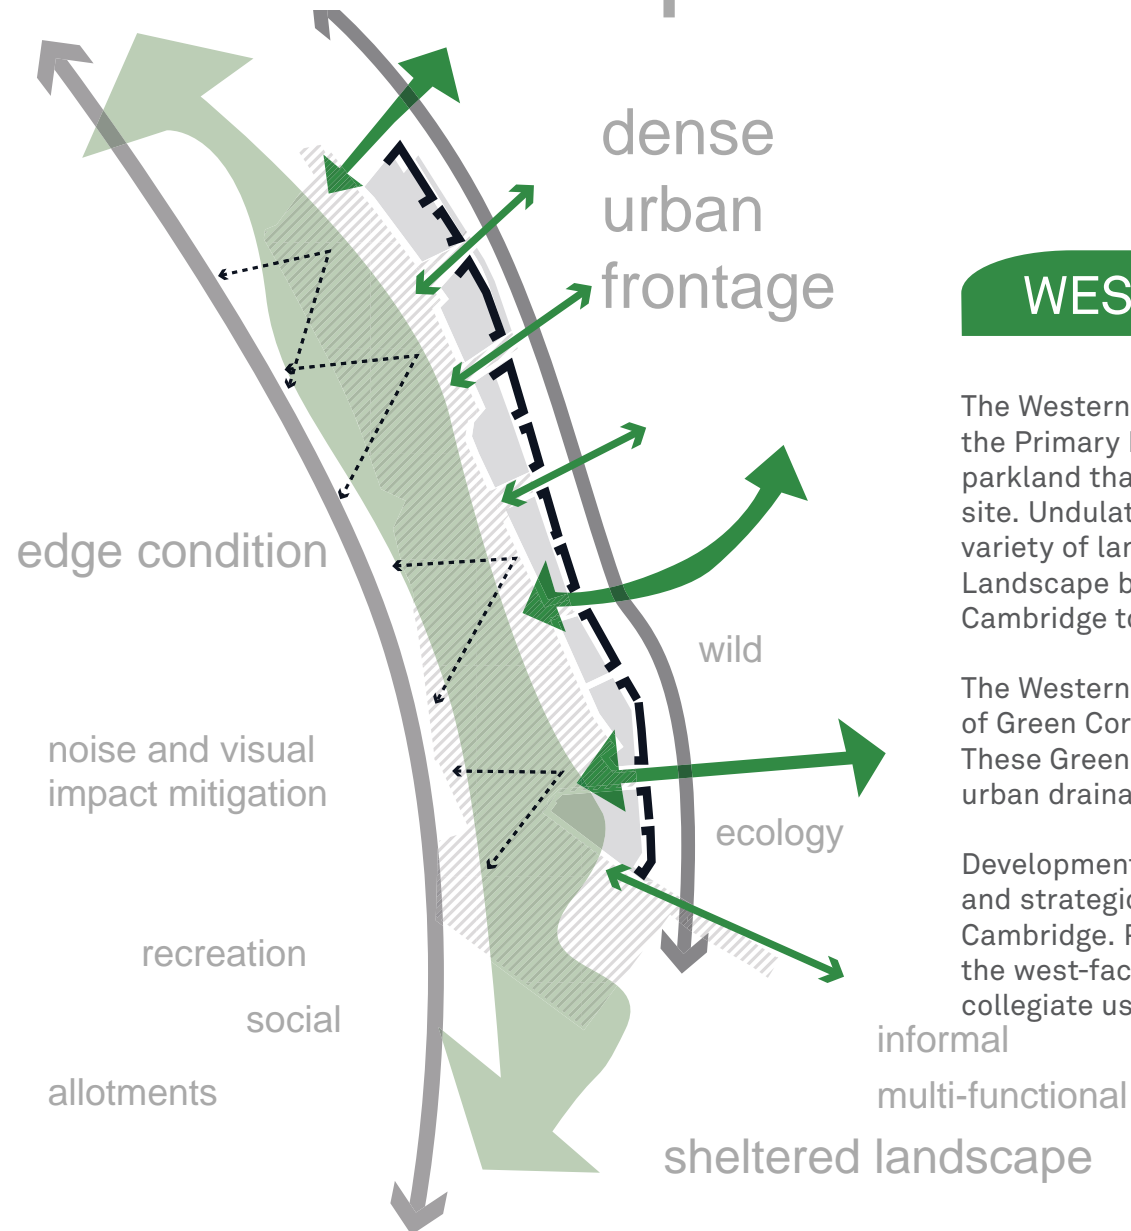 dense
urban
frontage
edge condition
wild
noise and visual
impact mitigation
ecology
recreation
social
allotments
informal
multi-functional
sheltered landscape
WES
The Western
the Primary
parkland tha
site. Undulat
variety of lan
Landscape b
Cambridge to
The Western
of Green Cor
These Green
urban draina
Development
and strategic
Cambridge.
the west-fac
collegiate us